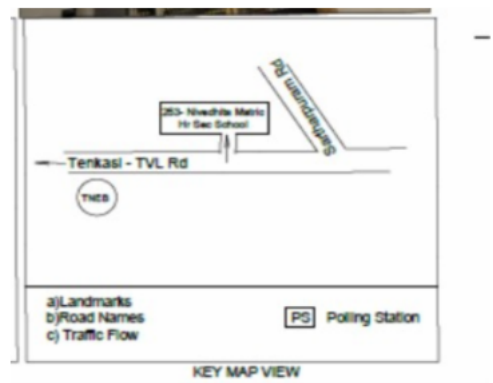 Santharpuram Rd
253- Nivedhita Matric
Hr Sec School
Tenkasi - TVL Rd
TNEB
a)Landmarks
b)Road Names
c) Traffic Flow
PS Polling Station
KEY MAP VIEW